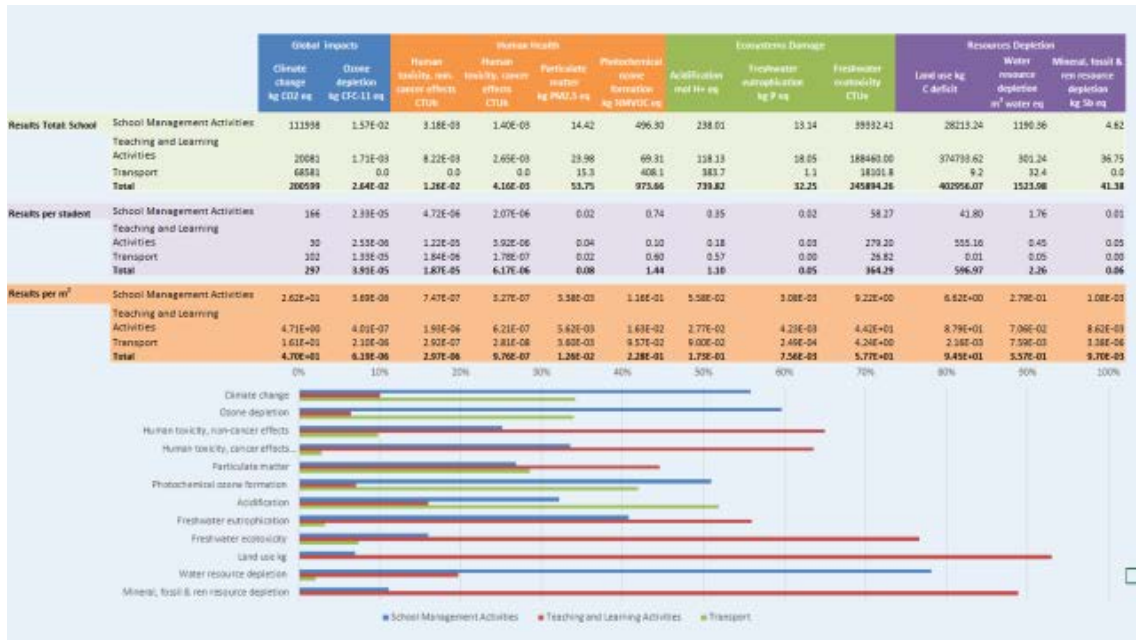 Global Impacts Human Health Ecosystems Damage Resources Depletion
Climate change kg CO2 eq
Ozone depletion kg CFC-11 eq
Human toxicity, non-cancer effects CTUh
Human toxicity, cancer effects CTUh
Particulate matter kg PM2.5 eq
Photochemical ozone formation kg NMVOC eq
Acidification mol H+ eq
Freshwater eutrophication kg P eq
Freshwater ecotoxicity CTUe
Land use kg C deficit
Water resource depletion m³ water eq
Mineral, fossil & ren resource depletion kg Sb eq
Results Total: School School Management Activities 111938 1.57E-02 3.18E-03 1.40E-03 14.42 496.30 238.01 13.14 39332.41 28213.24 1190.36 4.62
Teaching and Learning
Activities 20081 1.71E-03 8.22E-03 2.65E-03 23.98 69.31 118.13 18.05 188460.00 374733.62 301.24 36.75
Transport 68581 0.0 0.0 0.0 15.3 408.1 383.7 1.1 18101.8 9.2 32.4 0.0
Total 200599 2.64E-02 1.26E-02 4.16E-03 53.75 973.66 739.82 32.25 245894.26 402956.07 1523.98 41.38
Results per student School Management Activities 166 2.33E-05 4.72E-06 2.07E-06 0.02 0.74 0.35 0.02 58.27 41.80 1.76 0.01
Teaching and Learning
Activities 30 2.53E-06 1.22E-05 3.92E-06 0.04 0.10 0.18 0.03 279.20 555.16 0.45 0.05
Transport 102 1.33E-05 1.84E-06 1.78E-07 0.02 0.60 0.57 0.00 26.82 0.01 0.05 0.00
Total 297 3.91E-05 1.87E-05 6.17E-06 0.08 1.44 1.10 0.05 364.29 596.97 2.26 0.06
Results per m² School Management Activities 2.62E+01 3.69E-06 7.47E-07 3.27E-07 3.38E-03 1.16E-01 5.58E-02 3.08E-03 9.22E+00 6.62E+00 2.79E-01 1.08E-03
Teaching and Learning
Activities 4.71E+00 4.01E-07 1.93E-06 6.21E-07 5.62E-03 1.63E-02 2.77E-02 4.23E-03 4.42E+01 8.79E+01 7.06E-02 8.62E-03
Transport 1.61E+01 2.10E-06 2.92E-07 2.81E-08 3.60E-03 9.57E-02 9.00E-02 2.49E-04 4.24E+00 2.16E-03 7.59E-03 3.38E-06
Total 4.70E+01 6.19E-06 2.97E-06 9.76E-07 1.26E-02 2.28E-01 1.73E-01 7.56E-03 5.77E+01 9.45E+01 3.57E-01 9.70E-03
0% 10% 20% 30% 40% 50% 60% 70% 80% 90% 100%
Climate change
Ozone depletion
Human toxicity, non-cancer effects
Human toxicity, cancer effects...
Particulate matter
Photochemical ozone formation
Acidification
Freshwater eutrophication
Freshwater ecotoxicity
Land use kg
Water resource depletion
Mineral, fossil & ren resource depletion
School Management Activities Teaching and Learning Activities Transport